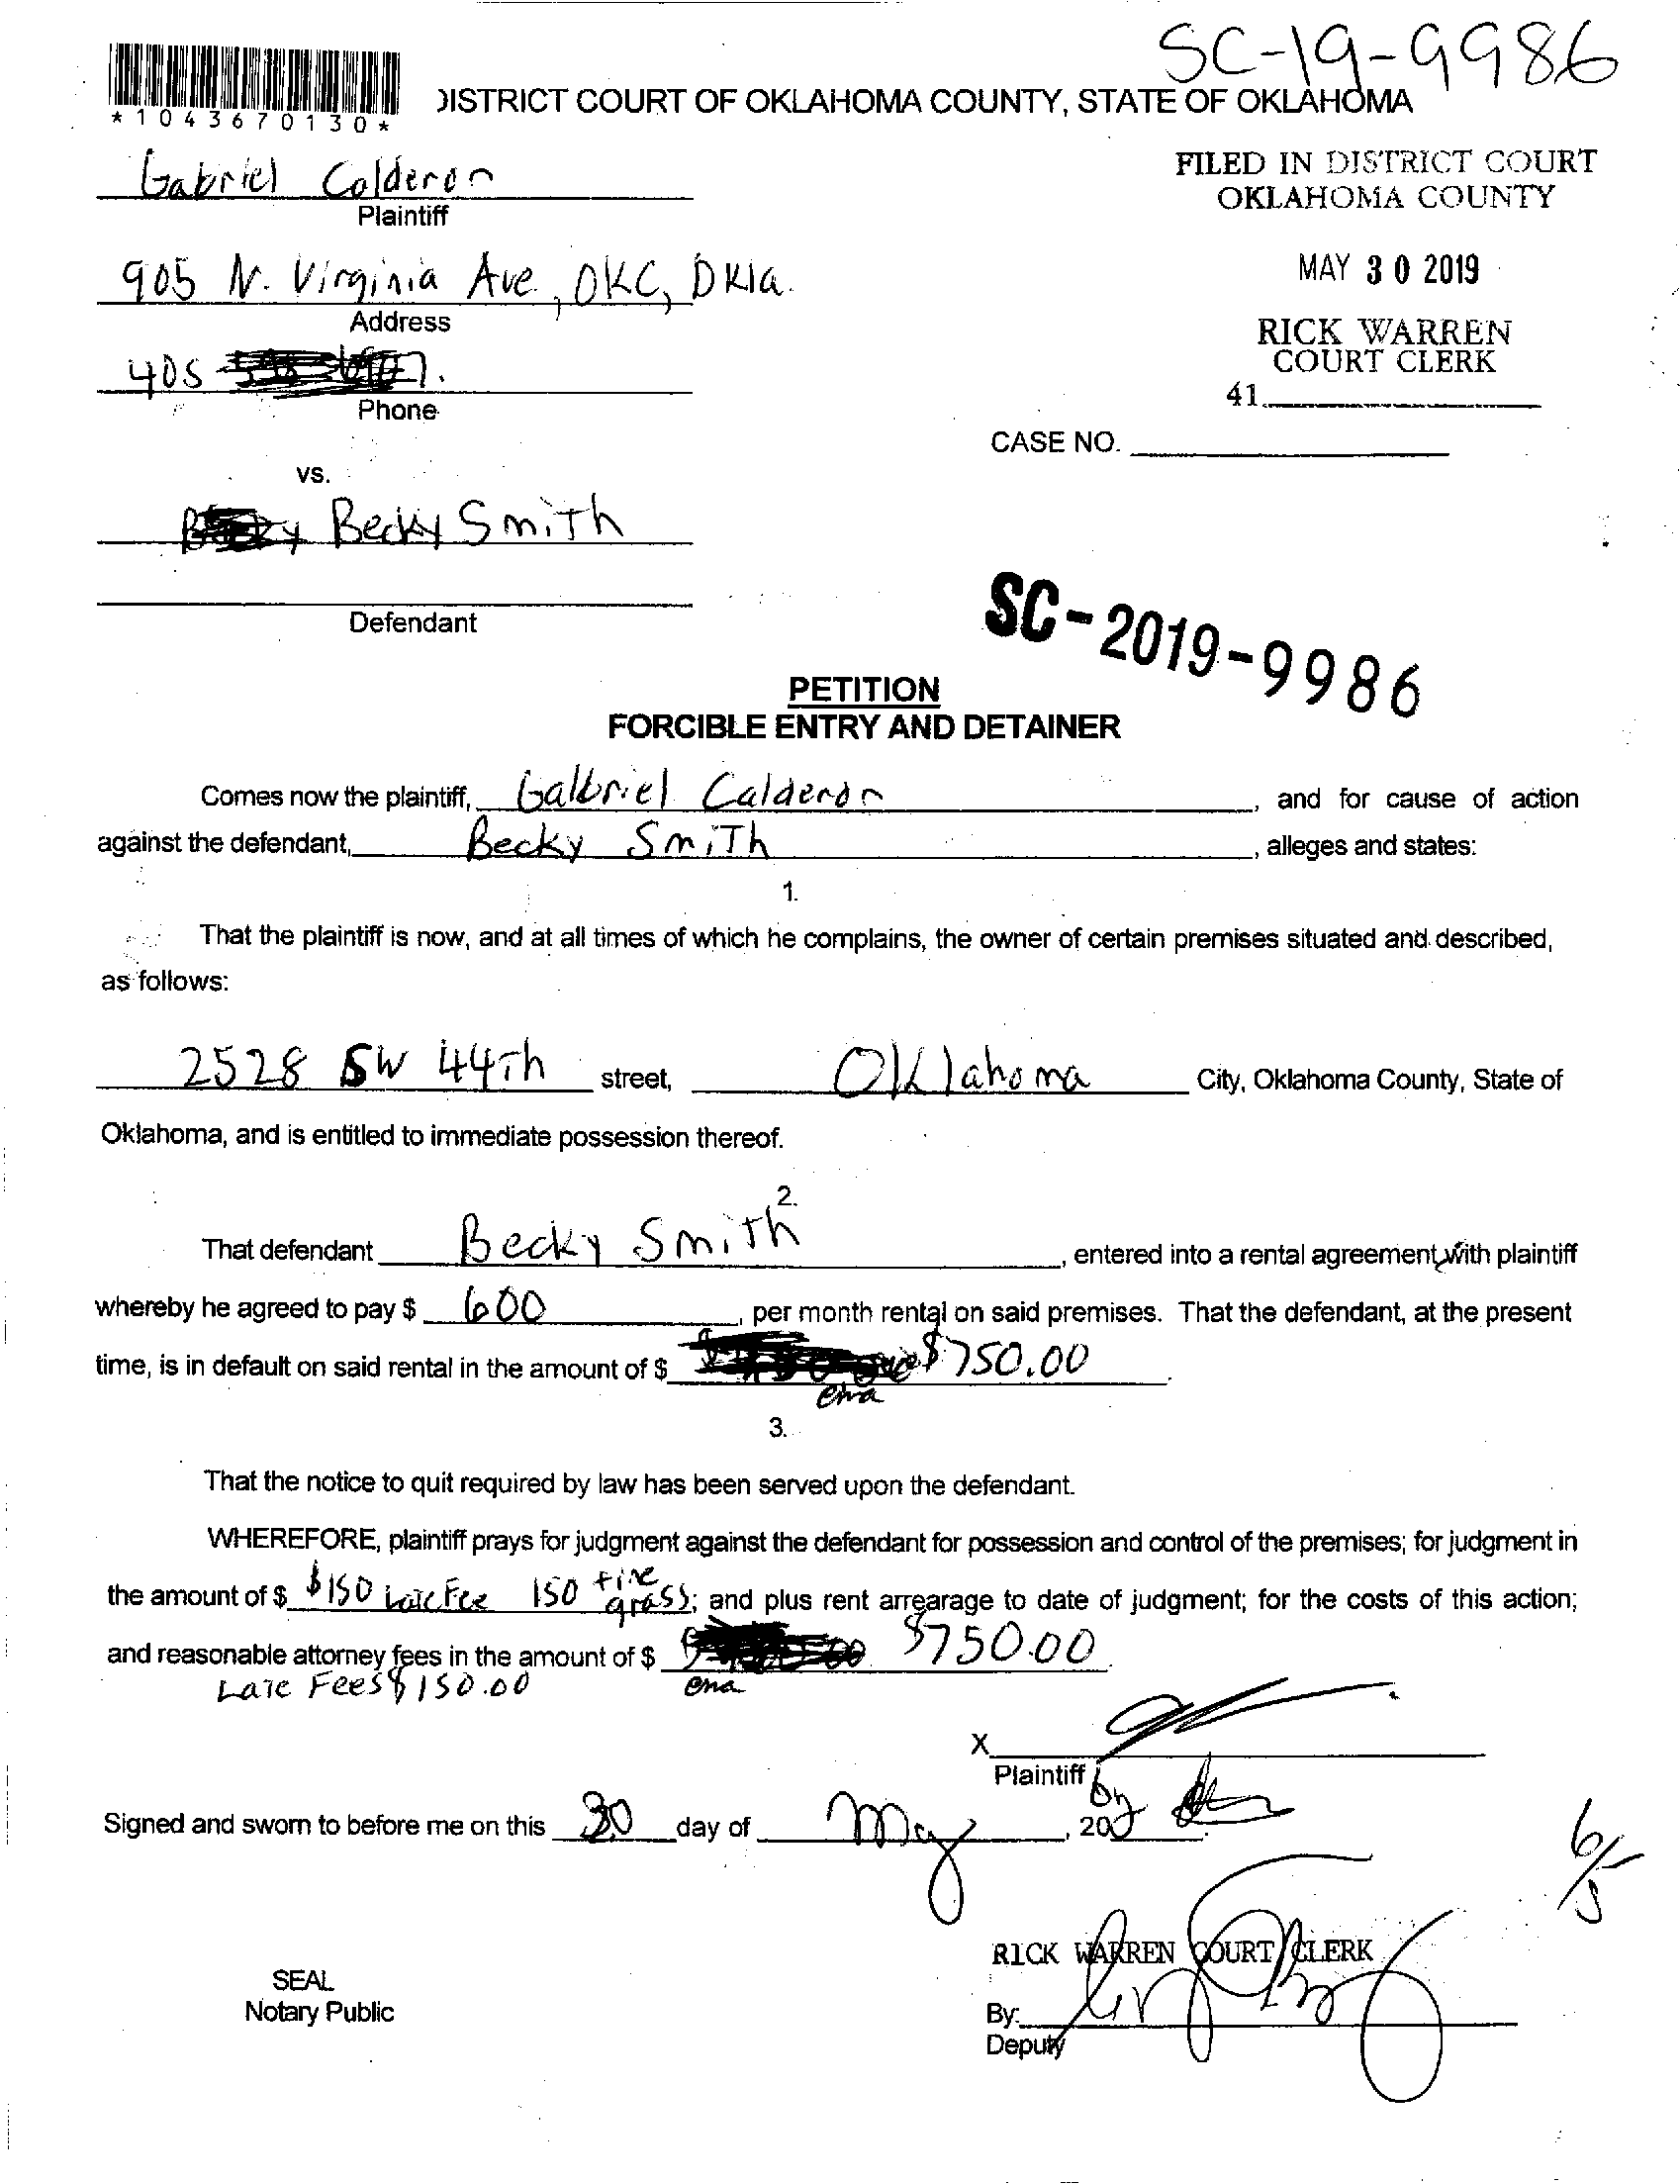 SC-19-9986
*1043670130*
DISTRICT COURT OF OKLAHOMA COUNTY, STATE OF OKLAHOMA
Gabriel Calderon
Plaintiff
FILED IN DISTRICT COURT
OKLAHOMA COUNTY
905 N. Virginia Ave, OKC, Okla.
Address
MAY 30 2019
405
Phone
RICK WARREN
COURT CLERK
41
CASE NO.
vs.
Becky Smith
Defendant
SC-2019-9986
PETITION
FORCIBLE ENTRY AND DETAINER
Comes now the plaintiff, Galbriel Calderon, and for cause of action
against the defendant, Becky Smith, alleges and states:
1.
That the plaintiff is now, and at all times of which he complains, the owner of certain premises situated and described,
as follows:
2528 SW 44Th street, Oklahoma City, Oklahoma County, State of
Oklahoma, and is entitled to immediate possession thereof.
2.
That defendant Becky Smith, entered into a rental agreement with plaintiff
whereby he agreed to pay $ 600, per month rental on said premises. That the defendant, at the present
time, is in default on said rental in the amount of $ $750.00.
3.
That the notice to quit required by law has been served upon the defendant.
WHEREFORE, plaintiff prays for judgment against the defendant for possession and control of the premises; for judgment in
the amount of $ $150 Late Fee 150 fine grass; and plus rent arrearage to date of judgment; for the costs of this action;
and reasonable attorney fees in the amount of $ $750.00.
Late Fees $150.00
X
Plaintiff
Signed and sworn to before me on this 30 day of May, 20
6/5
RICK WARREN COURT CLERK
SEAL
Notary Public
By:
Deputy